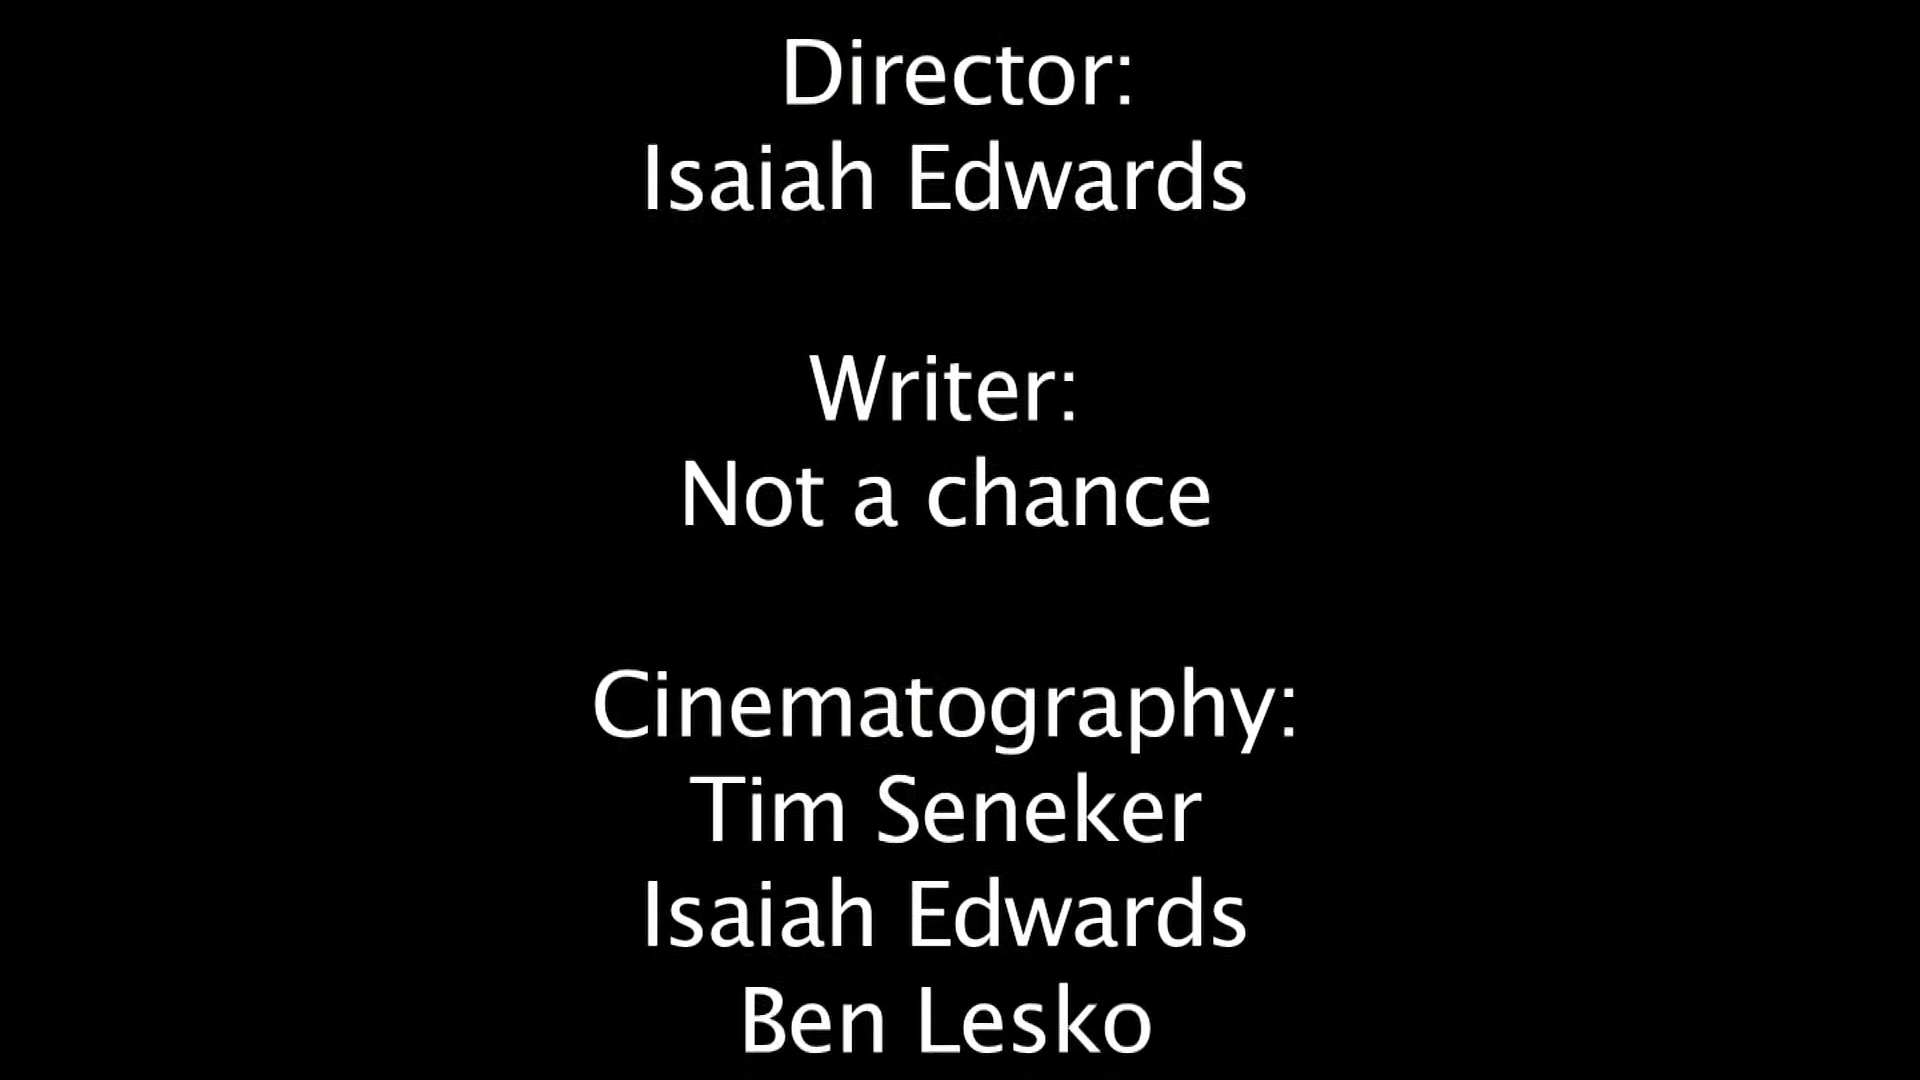 Director:
Isaiah Edwards
Writer:
Not a chance
Cinematography:
Tim Seneker
Isaiah Edwards
Ben Lesko